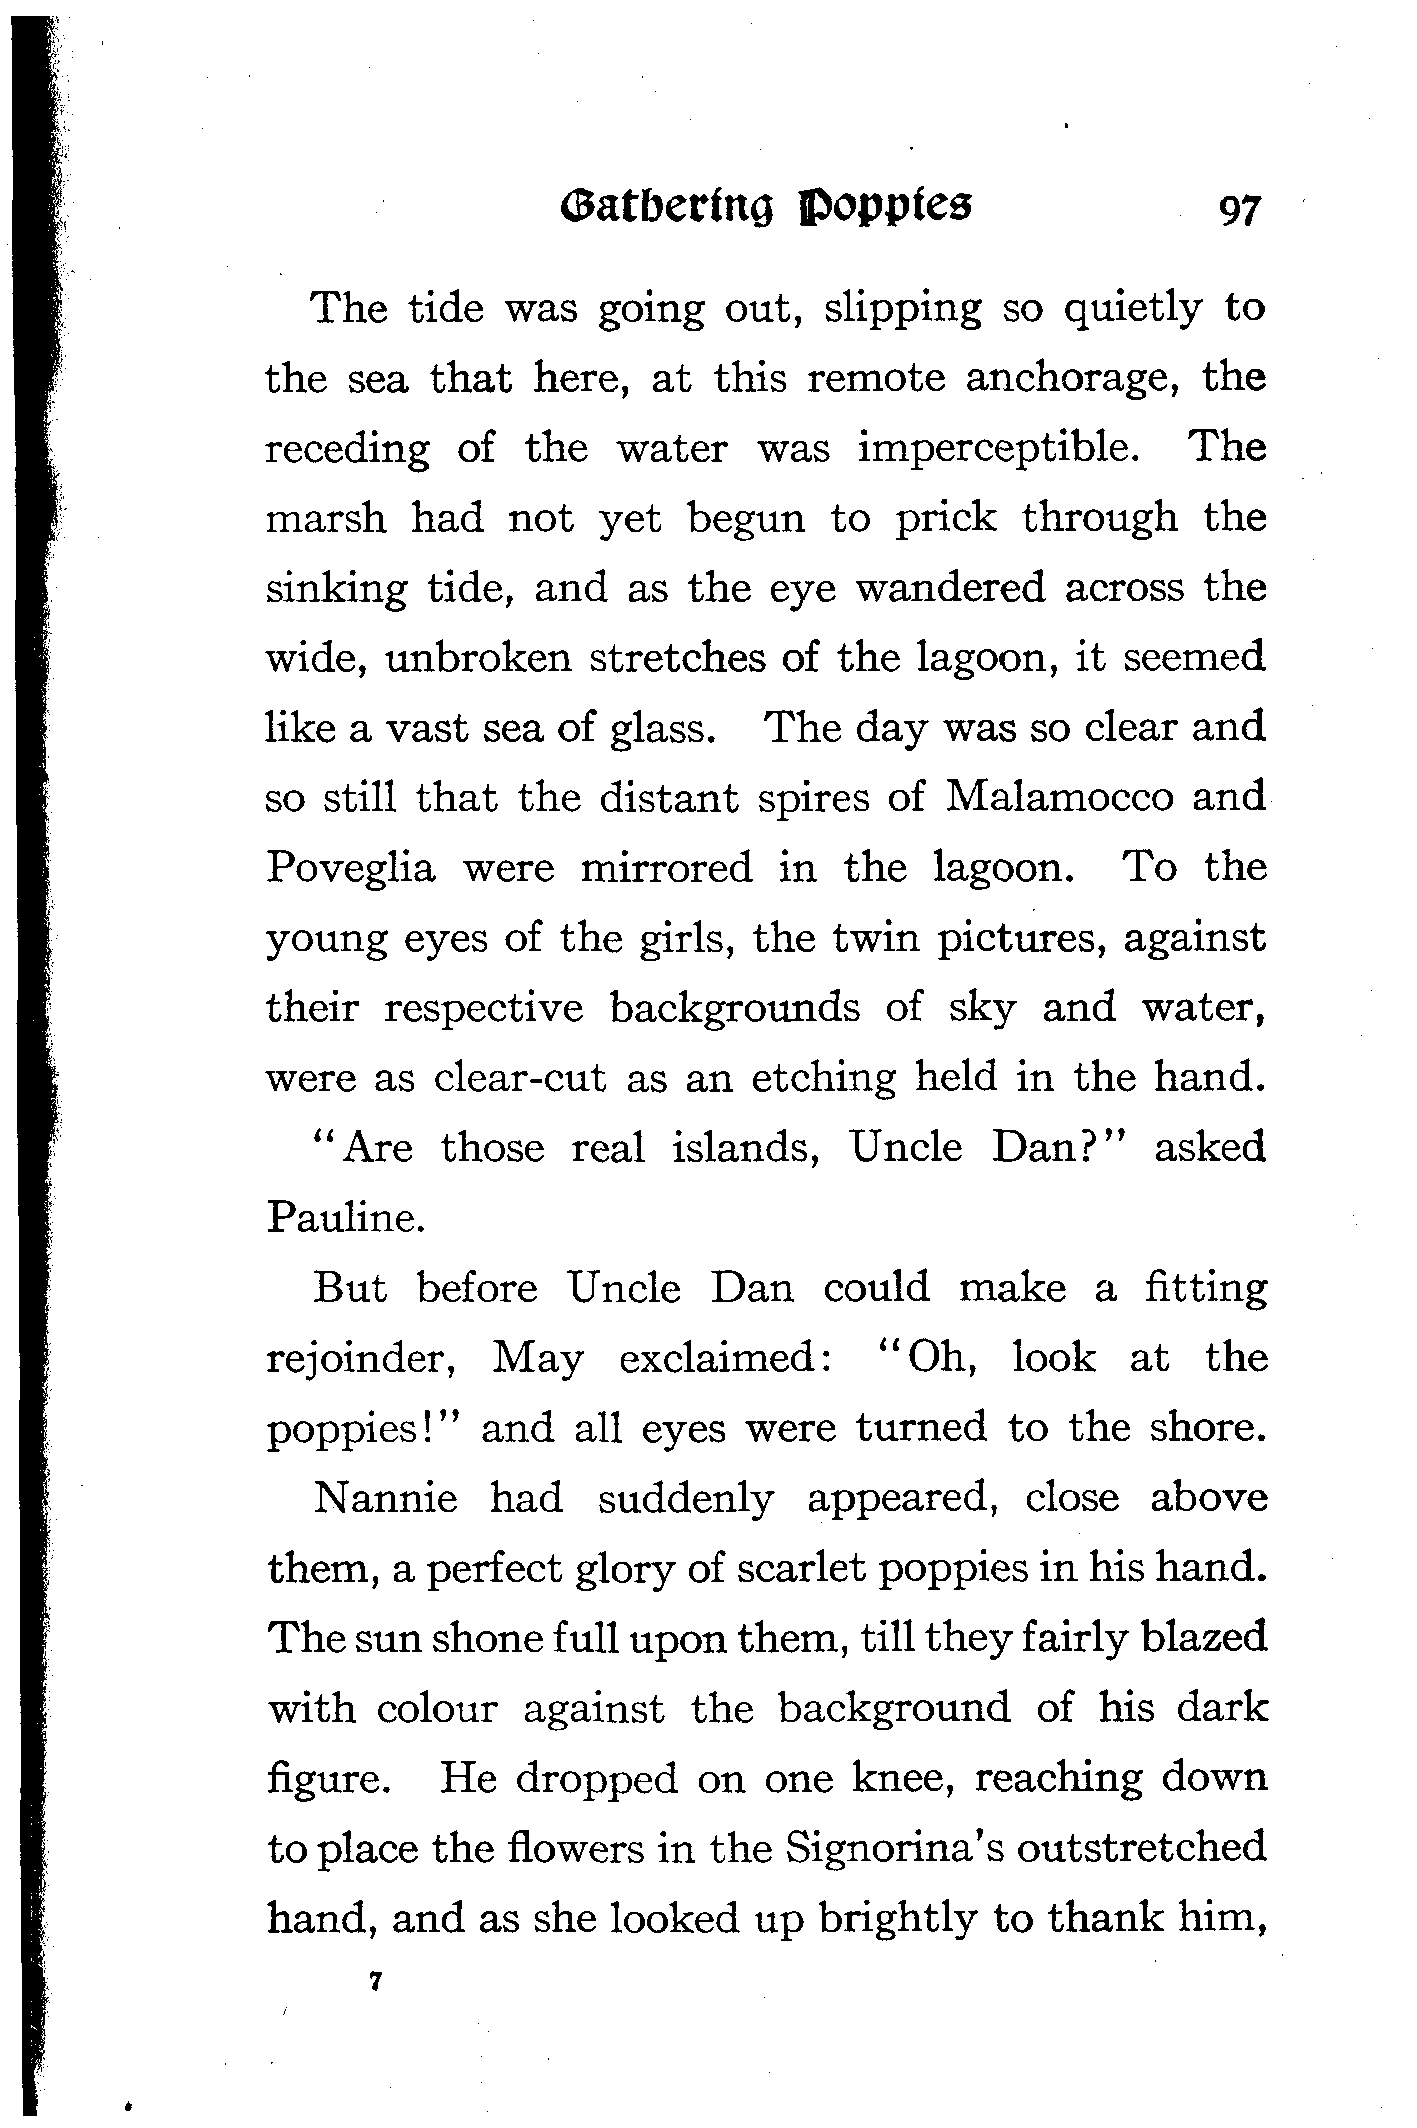 Gathering Poppies 97
The tide was going out, slipping so quietly to
the sea that here, at this remote anchorage, the
receding of the water was imperceptible. The
marsh had not yet begun to prick through the
sinking tide, and as the eye wandered across the
wide, unbroken stretches of the lagoon, it seemed
like a vast sea of glass. The day was so clear and
so still that the distant spires of Malamocco and
Poveglia were mirrored in the lagoon. To the
young eyes of the girls, the twin pictures, against
their respective backgrounds of sky and water,
were as clear-cut as an etching held in the hand.
“Are those real islands, Uncle Dan?” asked
Pauline.
But before Uncle Dan could make a fitting
rejoinder, May exclaimed: “Oh, look at the
poppies!” and all eyes were turned to the shore.
Nannie had suddenly appeared, close above
them, a perfect glory of scarlet poppies in his hand.
The sun shone full upon them, till they fairly blazed
with colour against the background of his dark
figure. He dropped on one knee, reaching down
to place the flowers in the Signorina’s outstretched
hand, and as she looked up brightly to thank him,
7